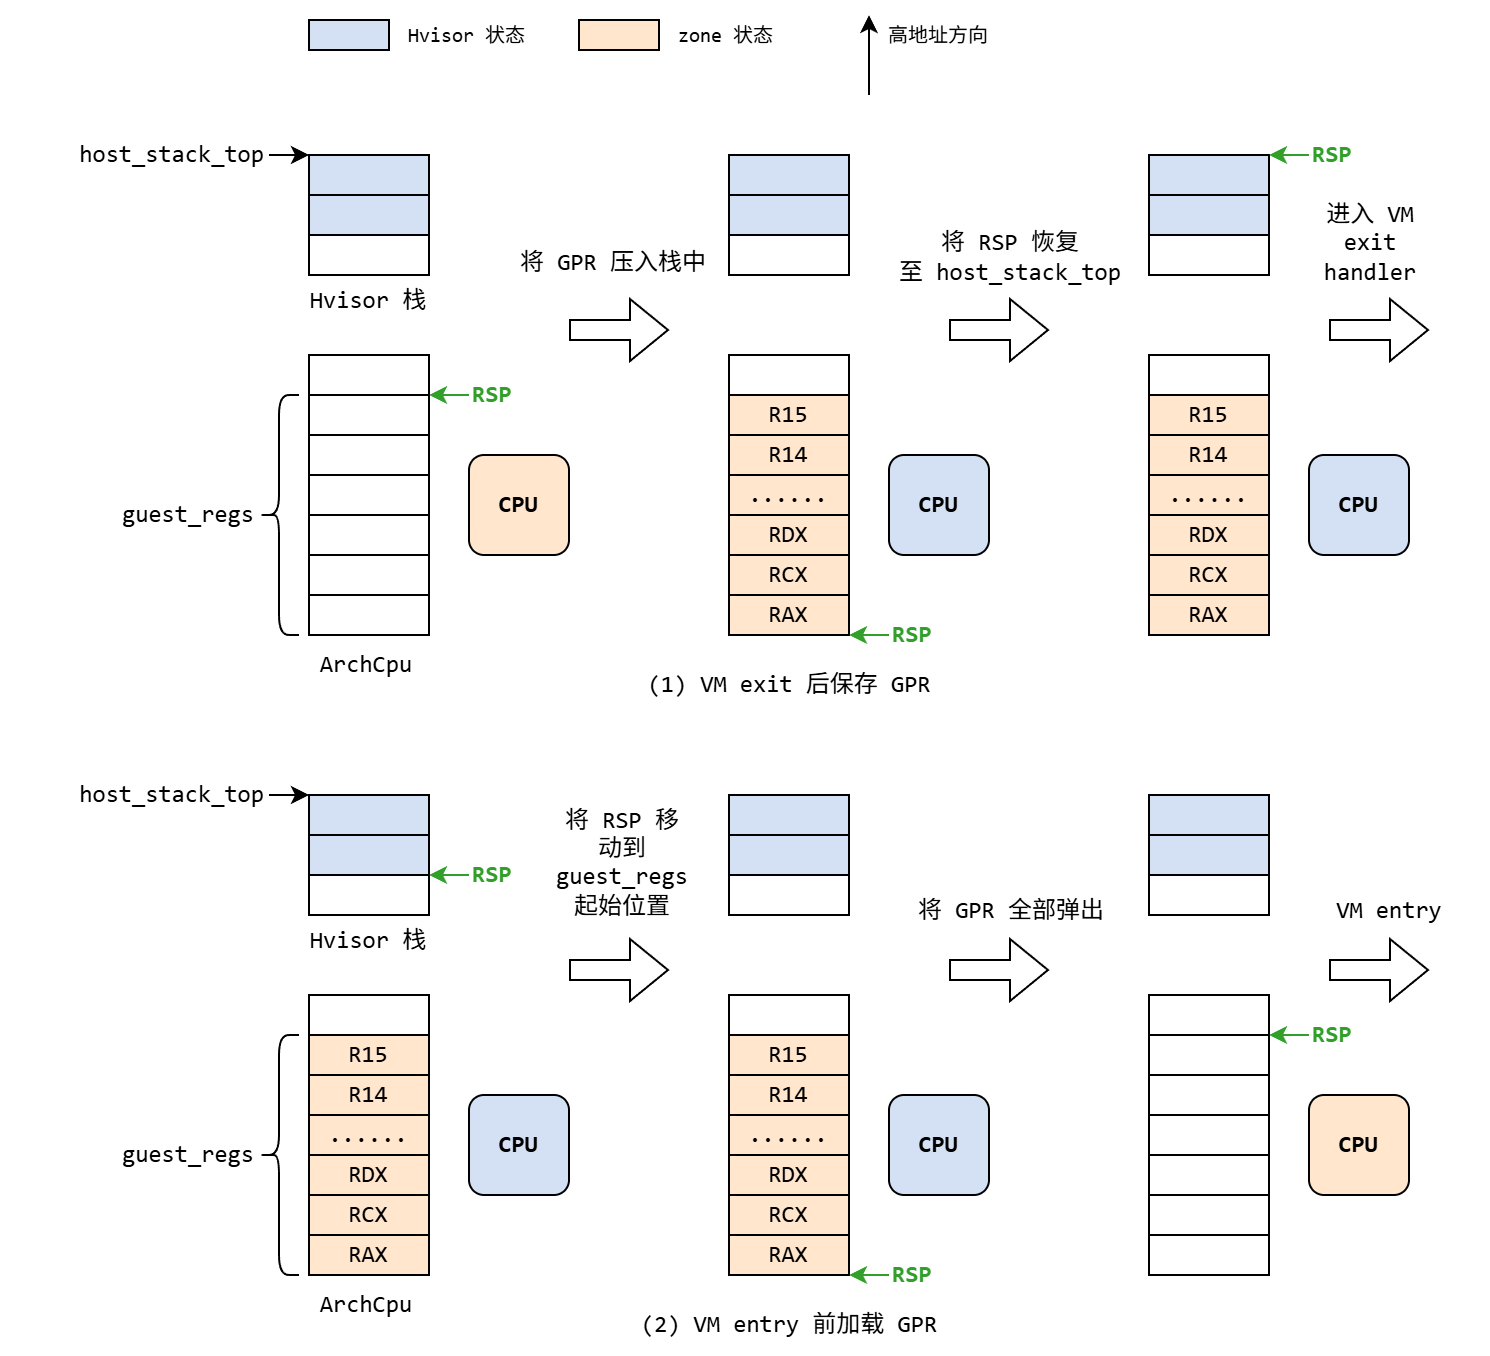 Hvisor 状态
zone 状态
高地址方向
host_stack_top
RSP
将 GPR 压入栈中
将 RSP 恢复
至 host_stack_top
进入 VM
exit
handler
Hvisor 栈
RSP
guest_regs
CPU
ArchCpu
R15
R14
......
RDX
RCX
RAX
CPU
RSP
R15
R14
......
RDX
RCX
RAX
CPU
(1) VM exit 后保存 GPR
host_stack_top
RSP
Hvisor 栈
将 RSP 移
动到
guest_regs
起始位置
将 GPR 全部弹出
VM entry
guest_regs
R15
R14
......
RDX
RCX
RAX
CPU
ArchCpu
R15
R14
......
RDX
RCX
RAX
CPU
RSP
RSP
CPU
(2) VM entry 前加载 GPR